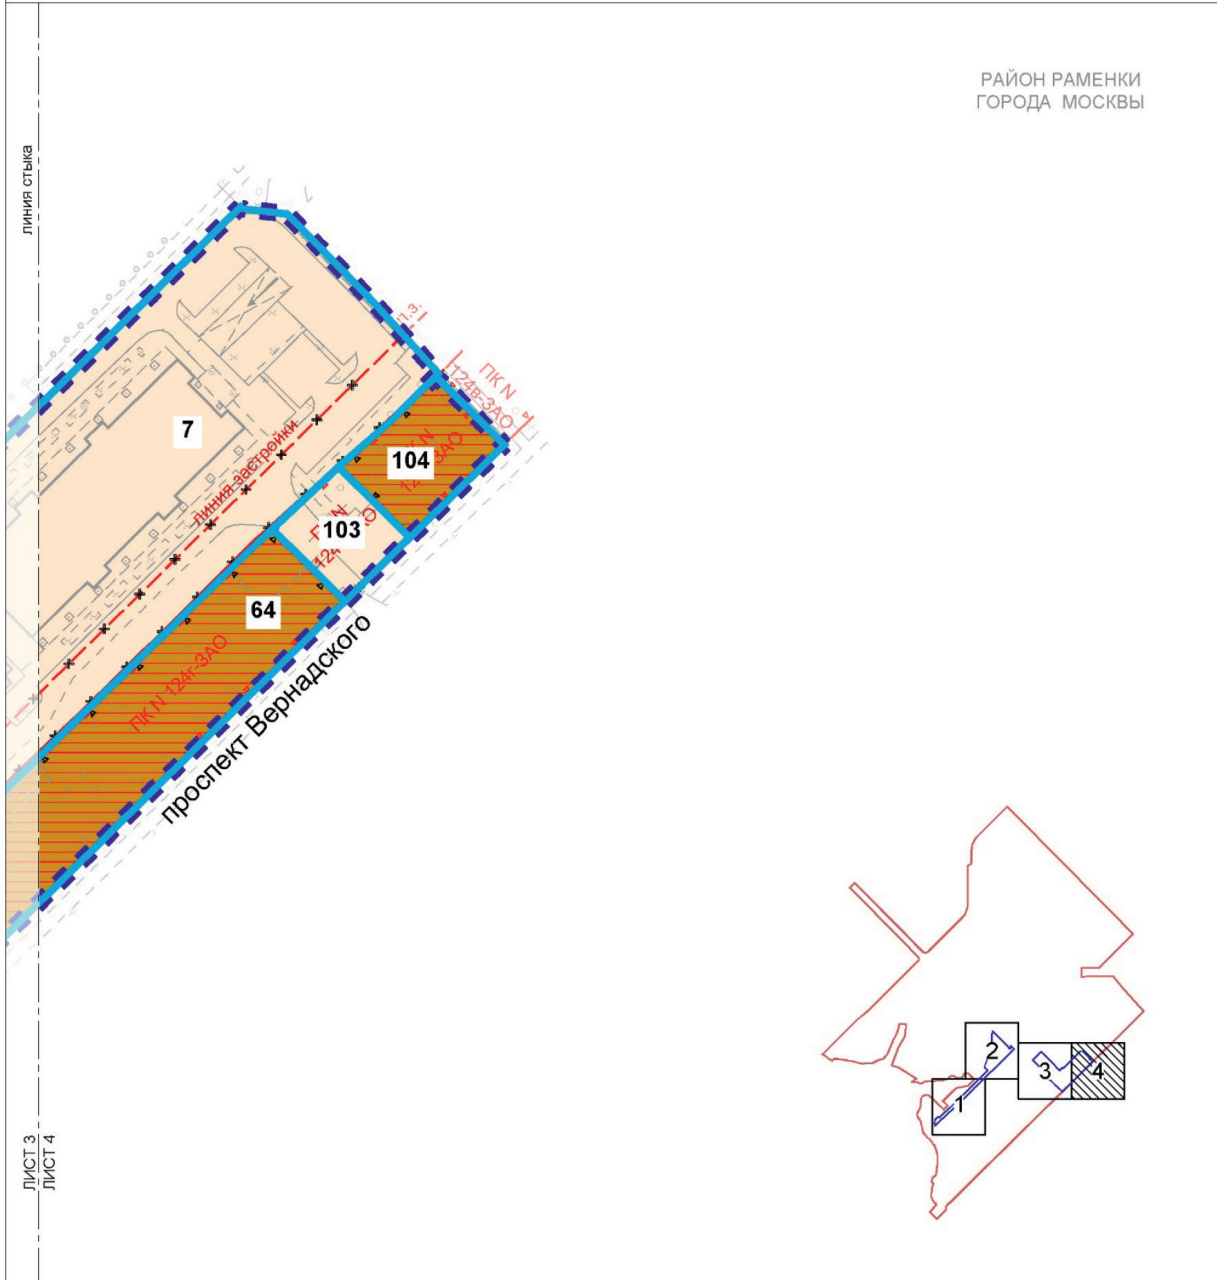 РАЙОН РАМЕНКИ
ГОРОДА МОСКВЫ
линия стыка
ПК N
124в-ЗАО
7
линия застройки
104
103
64
ПК N 124г-ЗАО
проспект Вернадского
2
3
4
1
ЛИСТ 3
ЛИСТ 4